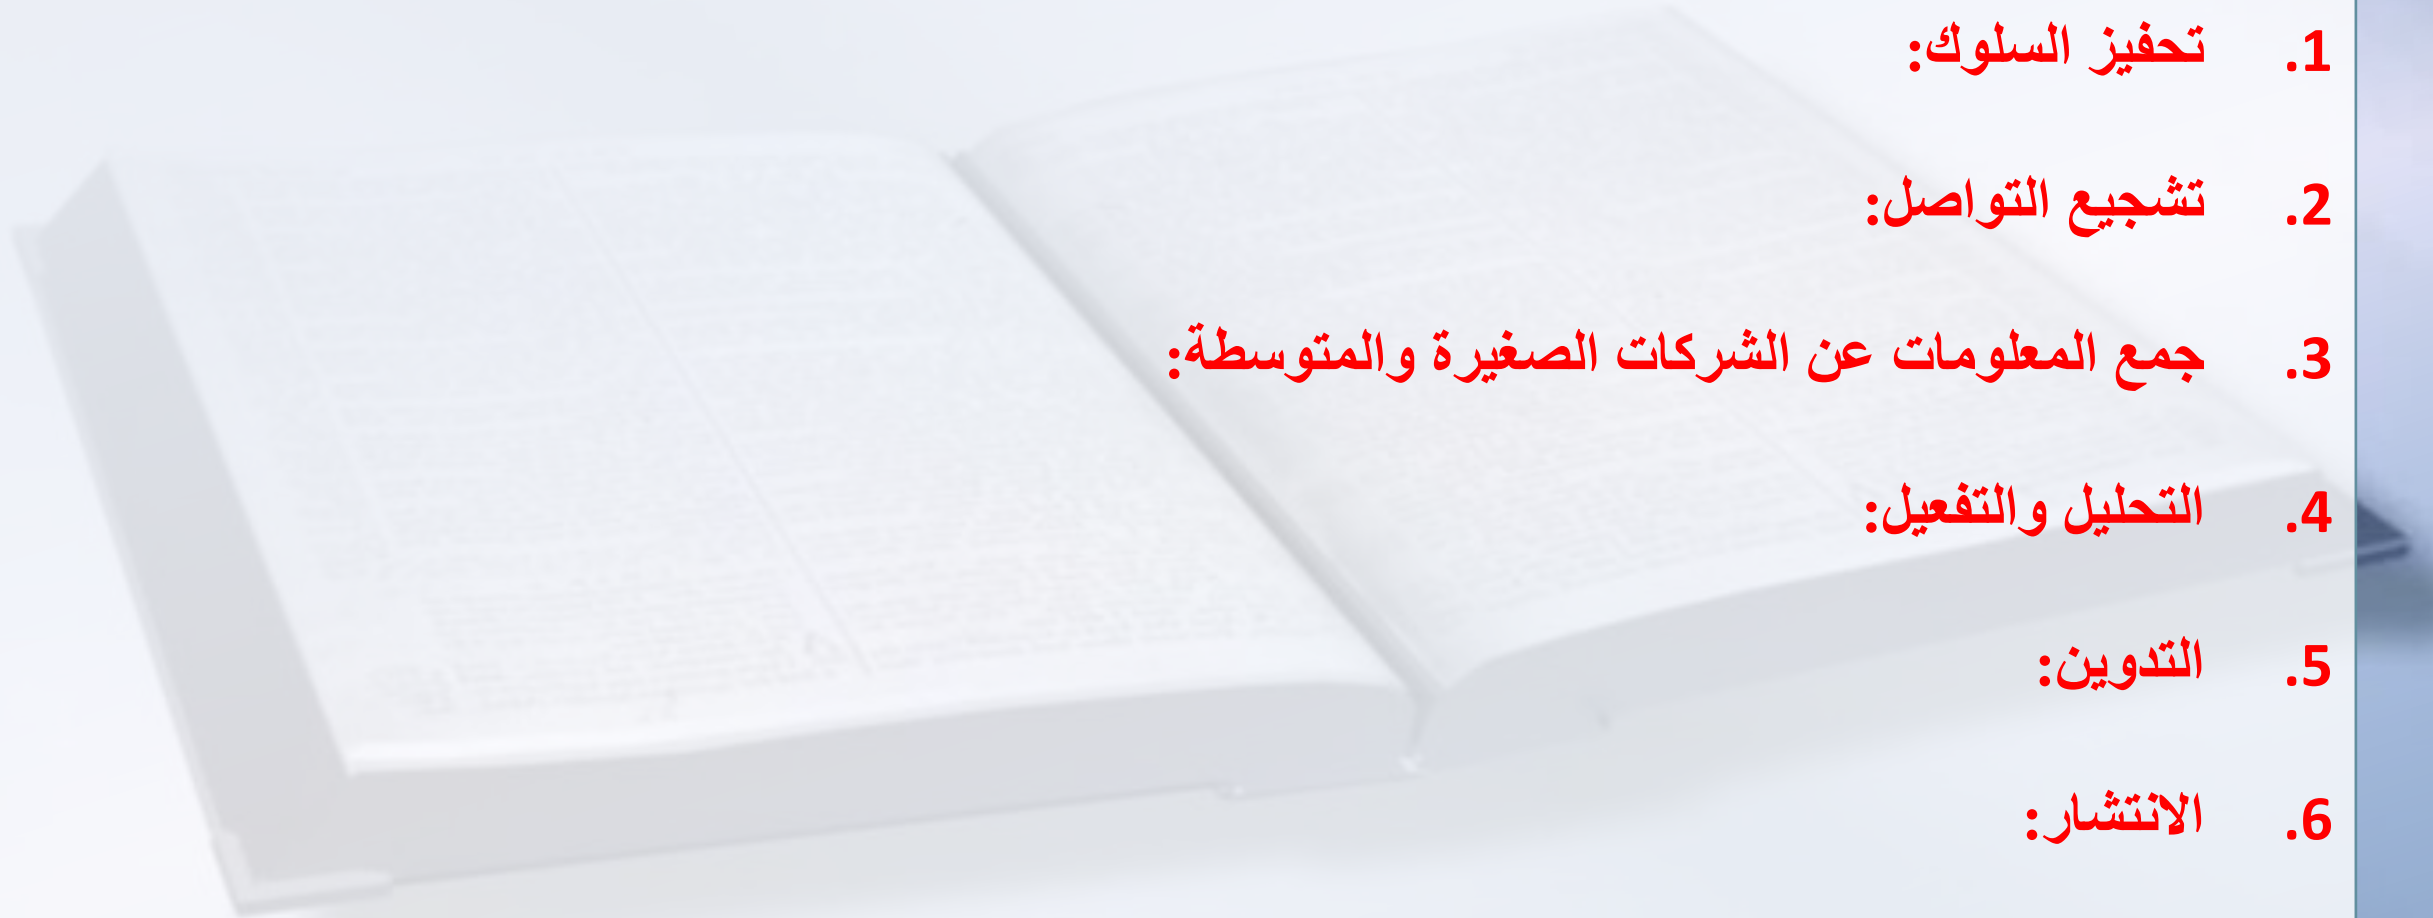 1. تحفيز السلوك:
2. تشجيع التواصل:
3. جمع المعلومات عن الشركات الصغيرة والمتوسطة:
4. التحليل والتفعيل:
5. التدوين:
6. الانتشار: